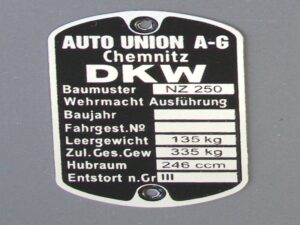 AUTO UNION A-G
Chemnitz
DKW
Baumuster NZ 250
Wehrmacht Ausführung
Baujahr
Fahrgest.№
Leergewicht 135 kg
Zul.Ges.Gew 335 kg
Hubraum 246 ccm
Entstort n.Gr III